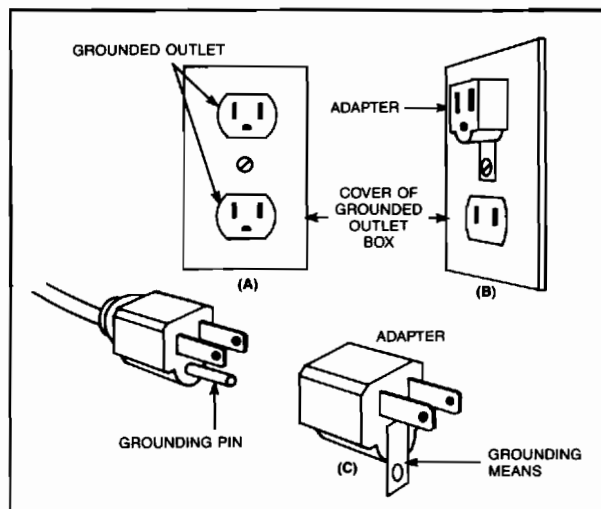 GROUNDED OUTLET
ADAPTER
COVER OF
GROUNDED
OUTLET
BOX
(A)
(B)
ADAPTER
GROUNDING PIN
(C)
GROUNDING
MEANS